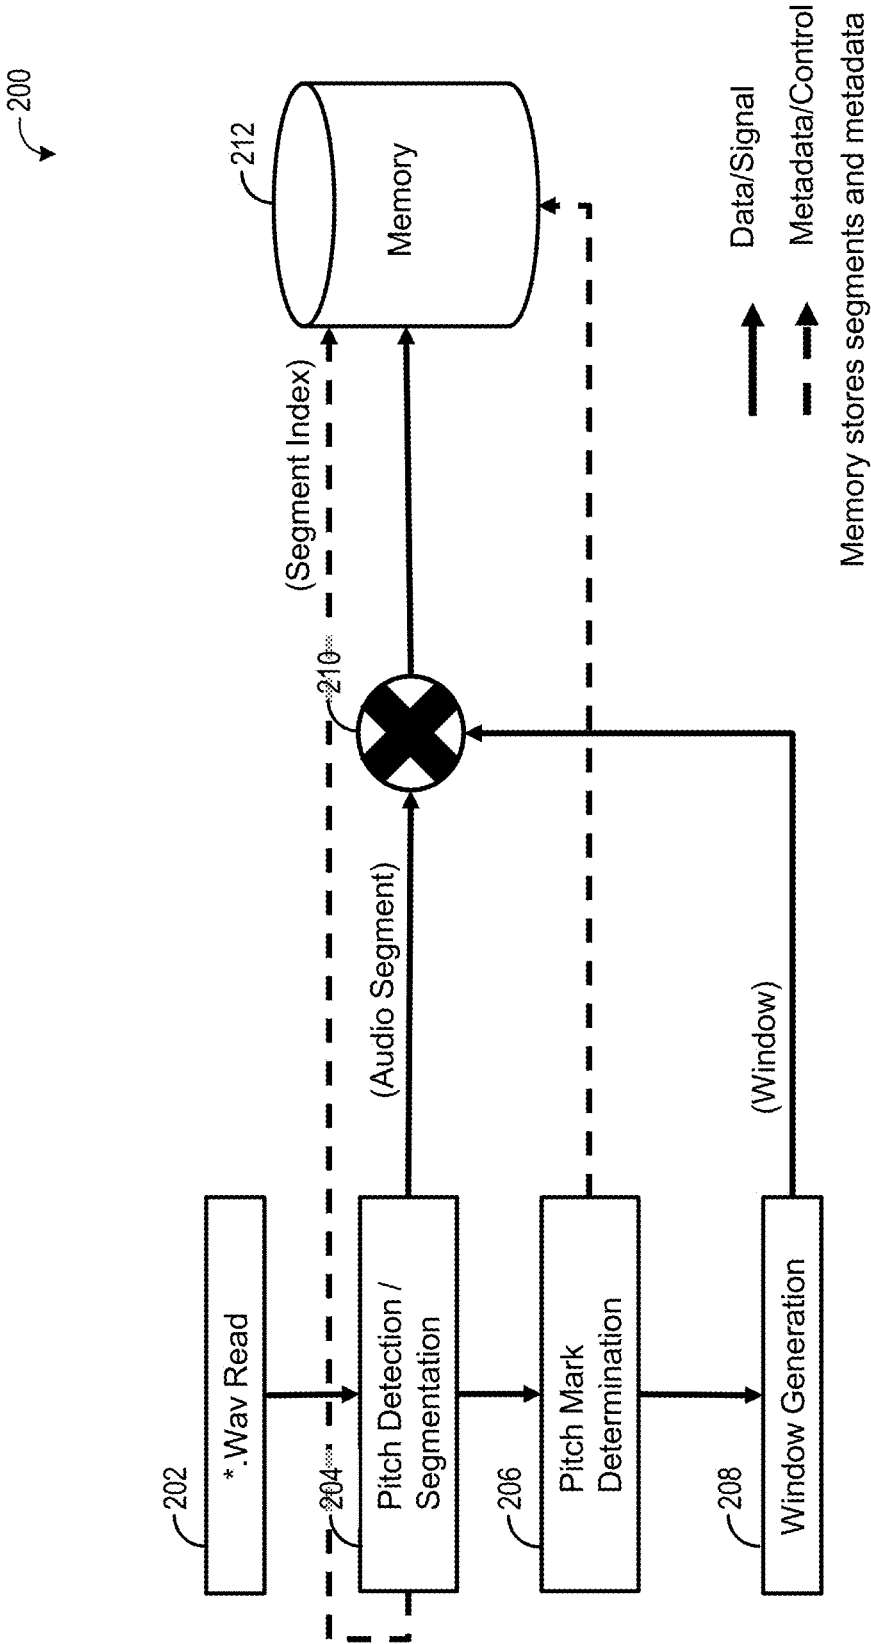 200
202
*.Wav Read
204
Pitch Detection /
Segmentation
206
Pitch Mark
Determination
208
Window Generation
(Segment Index)
(Audio Segment)
(Window)
210
212
Memory
Data/Signal
Metadata/Control
Memory stores segments and metadata